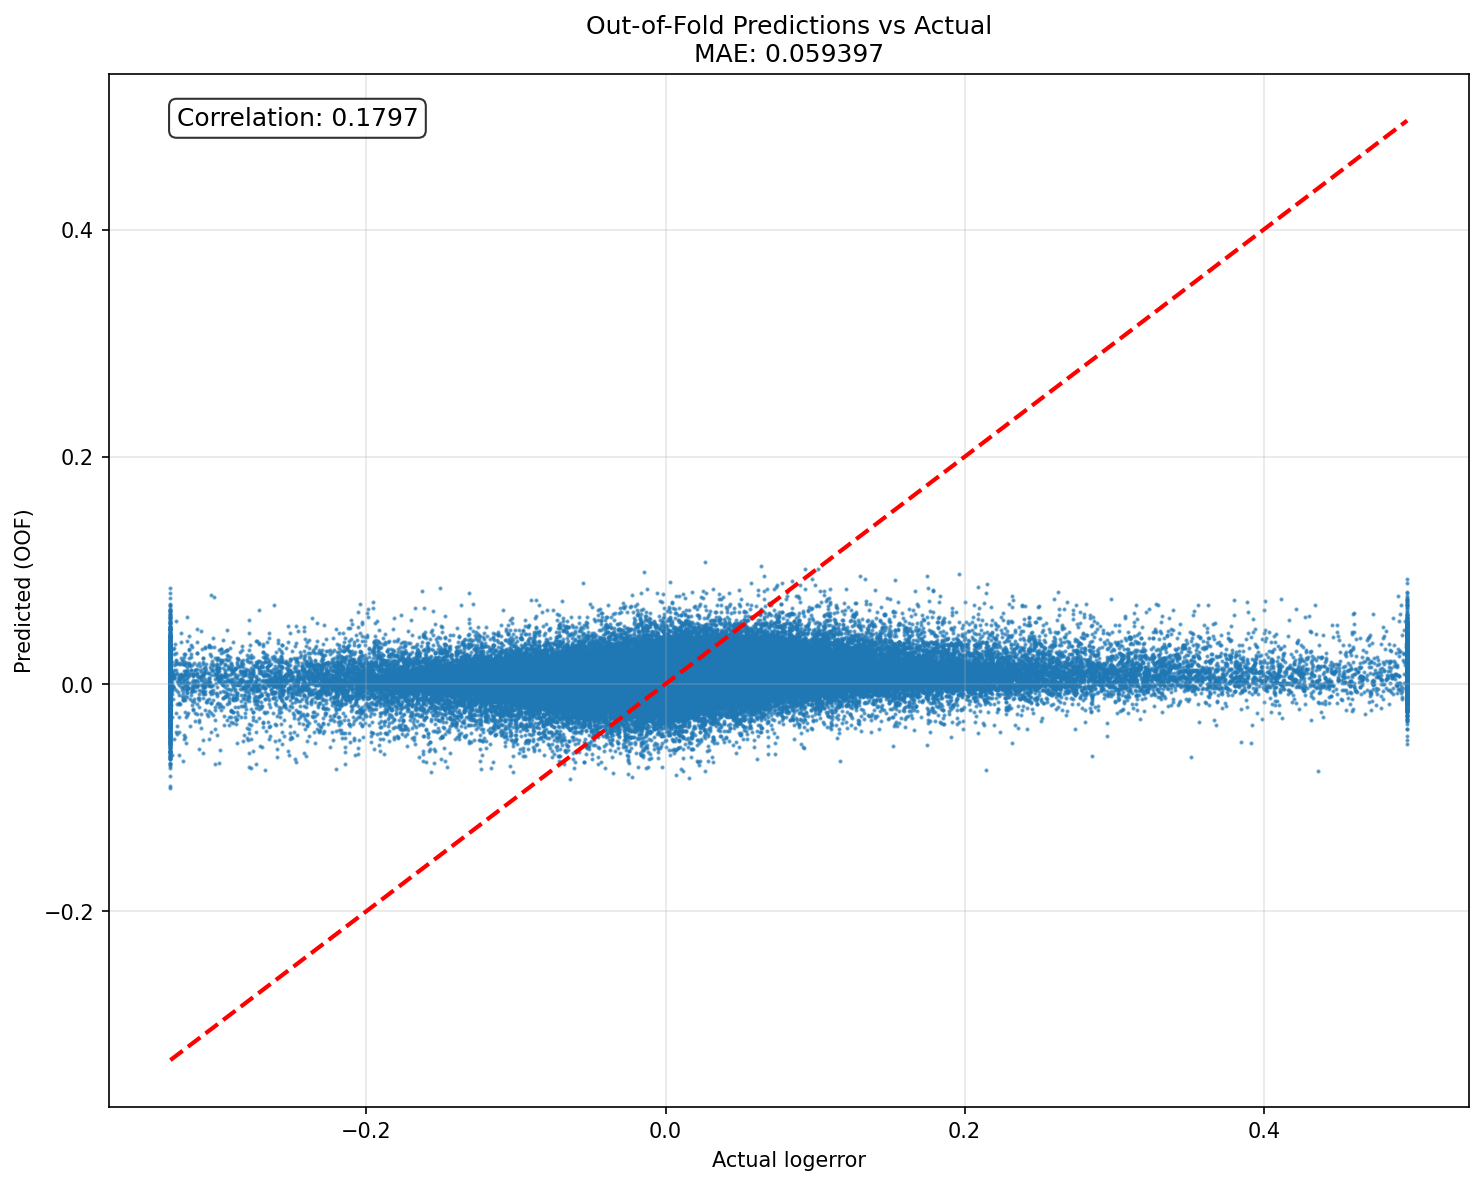 Out-of-Fold Predictions vs Actual
MAE: 0.059397
Correlation: 0.1797
Predicted (OOF)
0.4
0.2
0.0
−0.2
−0.2
0.0
0.2
0.4
Actual logerror